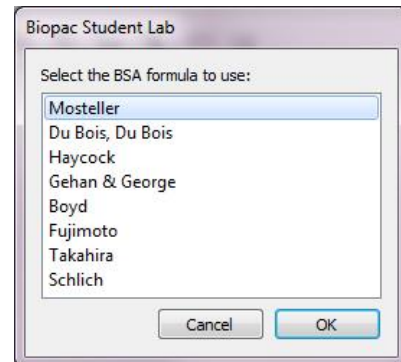 Biopac Student Lab
Select the BSA formula to use:
Mosteller
Du Bois, Du Bois
Haycock
Gehan & George
Boyd
Fujimoto
Takahira
Schlich
Cancel
OK